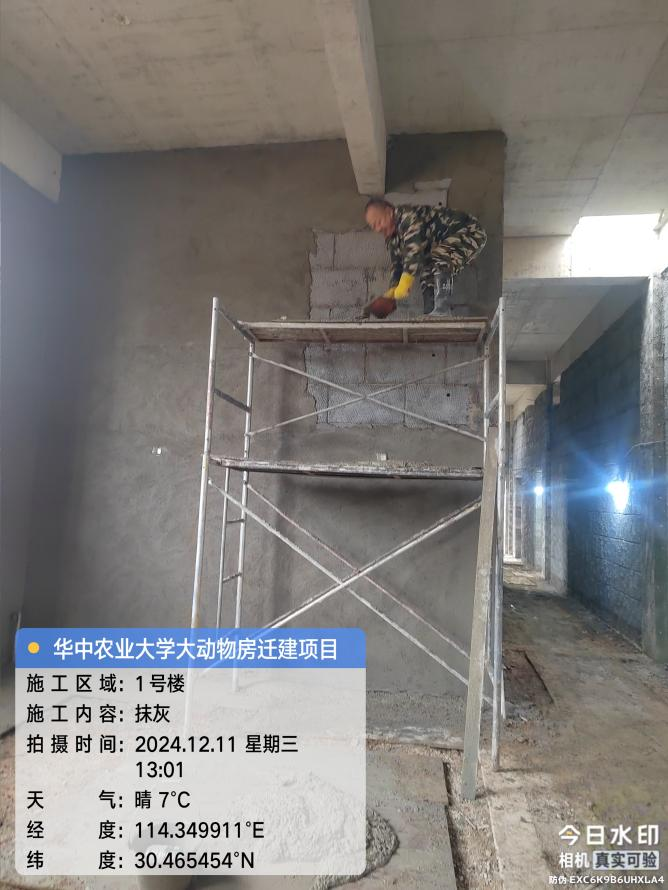 华中农业大学大动物房迁建项目
施工区域：1号楼
施工内容：抹灰
拍摄时间：2024.12.11 星期三
13:01
天气：晴 7°C
经度：114.349911°E
纬度：30.465454°N
今日水印
相机 真实可验
防伪 EXC6K9B6UHXLA4